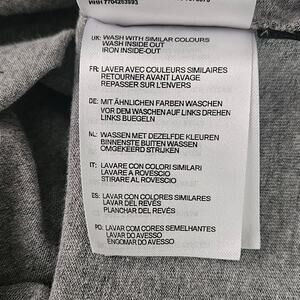 HHH 7704263893
UK: WASH WITH SIMILAR COLOURS
WASH INSIDE OUT
IRON INSIDE-OUT
FR: LAVER AVEC COULEURS SIMILAIRES
RETOURNER AVANT LAVAGE
REPASSER SUR L'ENVERS
DE: MIT ÄHNLICHEN FARBEN WASCHEN
VOR DEM WASCHEN AUF LINKS DREHEN
LINKS BUEGELN
NL: WASSEN MET DEZELFDE KLEUREN
BINNENSTE BUITEN WASSEN
OMGEKEERD STRIJKEN
IT: LAVARE CON COLORI SIMILARI
LAVARE A ROVESCIO
STIRARE AL ROVESCIO
ES: LAVAR CON COLORES SIMILARES
LAVAR DEL REVÉS
PLANCHAR DEL REVÉS
PO: LAVAR COM CORES SEMELHANTES
LAVAR DO AVESSO
ENGOMAR DO AVESSO